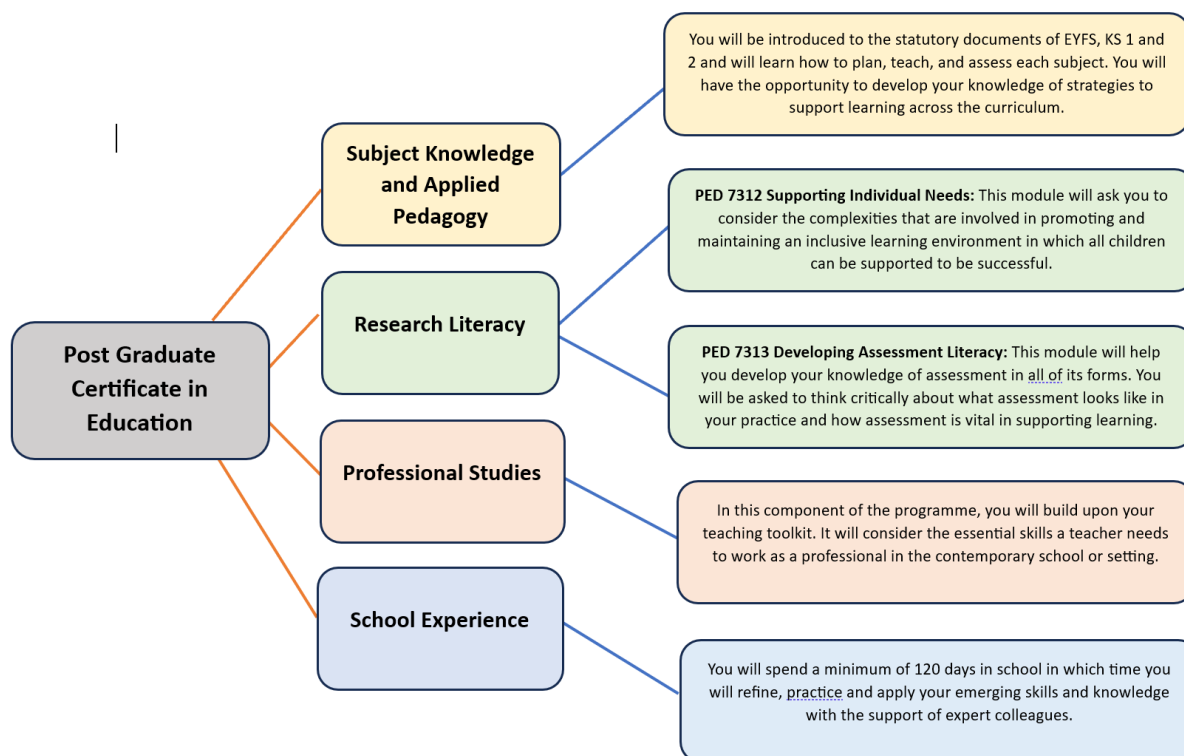 Post Graduate
Certificate in
Education
Subject Knowledge
and Applied
Pedagogy
You will be introduced to the statutory documents of EYFS, KS 1 and
2 and will learn how to plan, teach, and assess each subject. You will
have the opportunity to develop your knowledge of strategies to
support learning across the curriculum.
Research Literacy
PED 7312 Supporting Individual Needs: This module will ask you to
consider the complexities that are involved in promoting and
maintaining an inclusive learning environment in which all children
can be supported to be successful.
PED 7313 Developing Assessment Literacy: This module will help
you develop your knowledge of assessment in all of its forms. You
will be asked to think critically about what assessment looks like in
your practice and how assessment is vital in supporting learning.
Professional Studies
In this component of the programme, you will build upon your
teaching toolkit. It will consider the essential skills a teacher needs
to work as a professional in the contemporary school or setting.
School Experience
You will spend a minimum of 120 days in school in which time you
will refine, practice and apply your emerging skills and knowledge
with the support of expert colleagues.